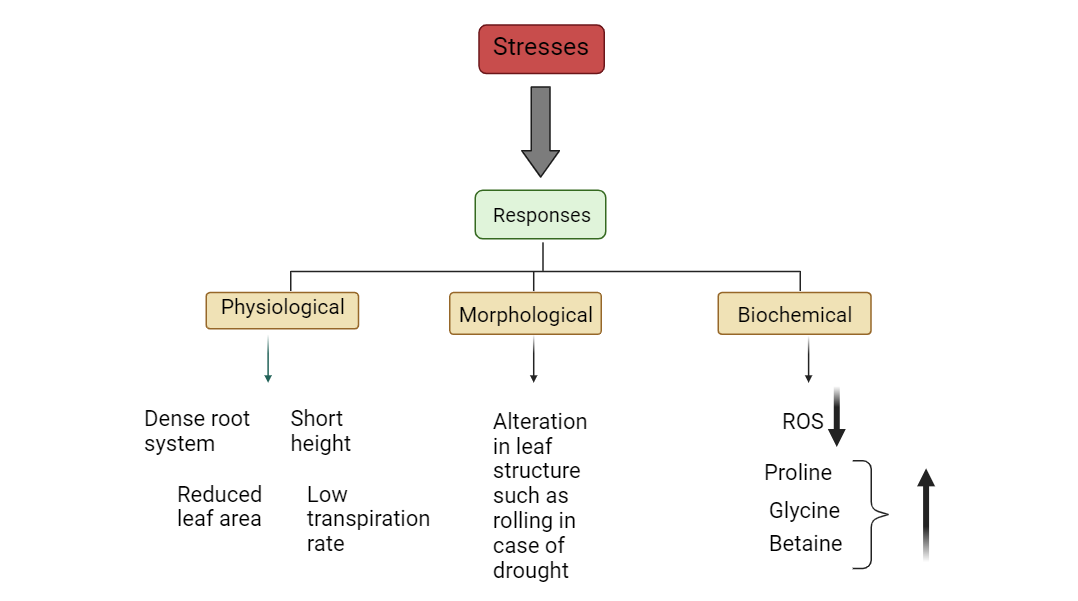 Stresses
Responses
Physiological
Morphological
Biochemical
Dense root
system
Short
height
Reduced
leaf area
Low
transpiration
rate
Alteration
in leaf
structure
such as
rolling in
case of
drought
ROS
Proline
Glycine
Betaine